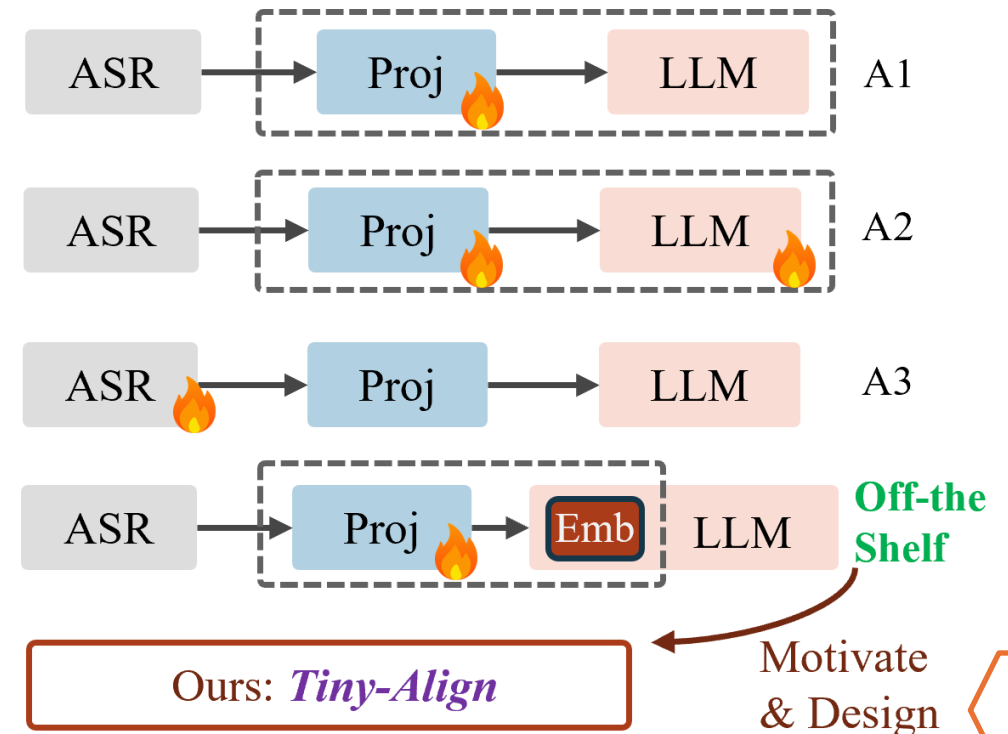 ASR Proj LLM A1
ASR Proj LLM A2
ASR Proj LLM A3
ASR Proj Emb LLM
Off-the
Shelf
Ours: Tiny-Align
Motivate
& Design